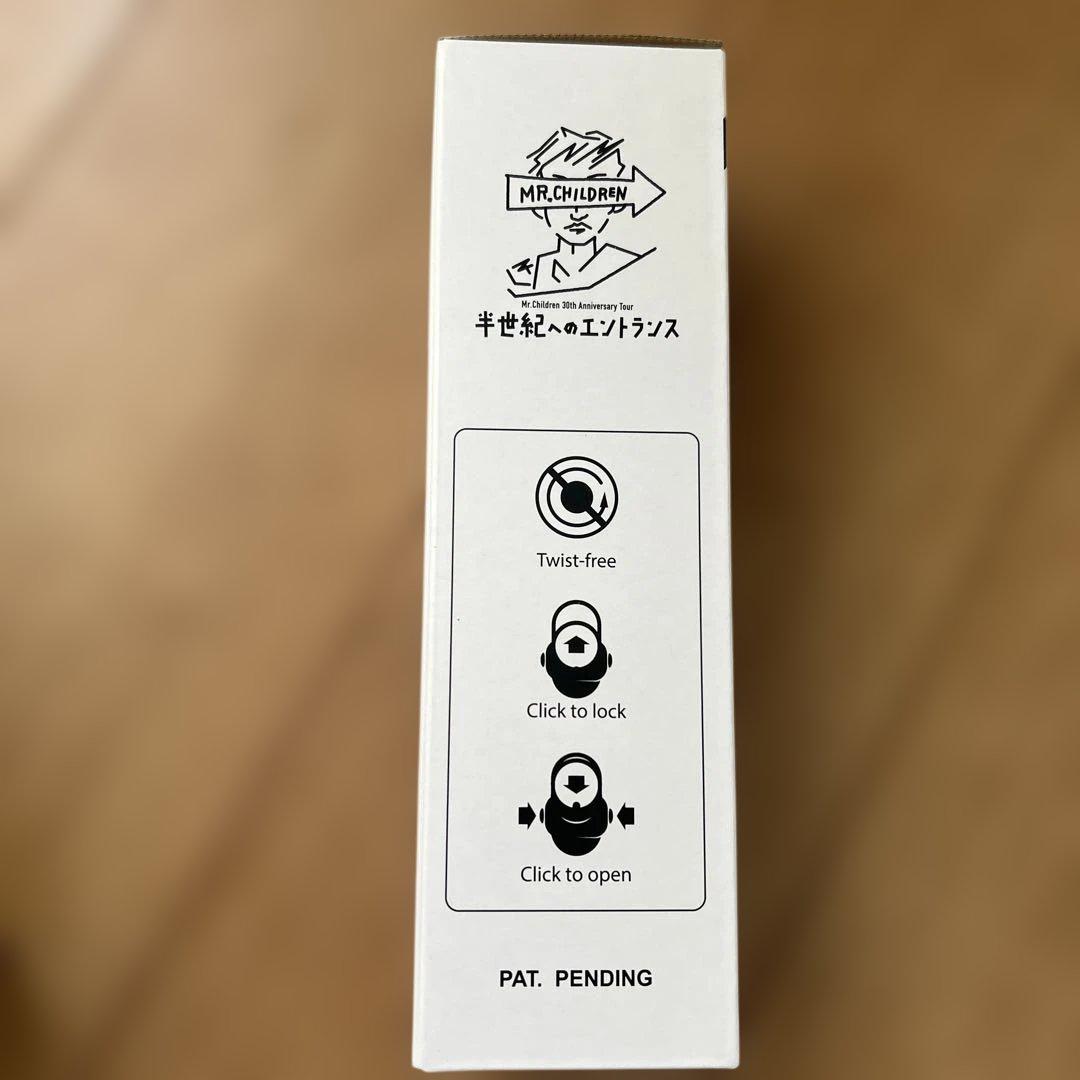 MR.CHILDREN
Mr.Children 30th Anniversary Tour
半世紀へのエントランス
Twist-free
Click to lock
Click to open
PAT. PENDING